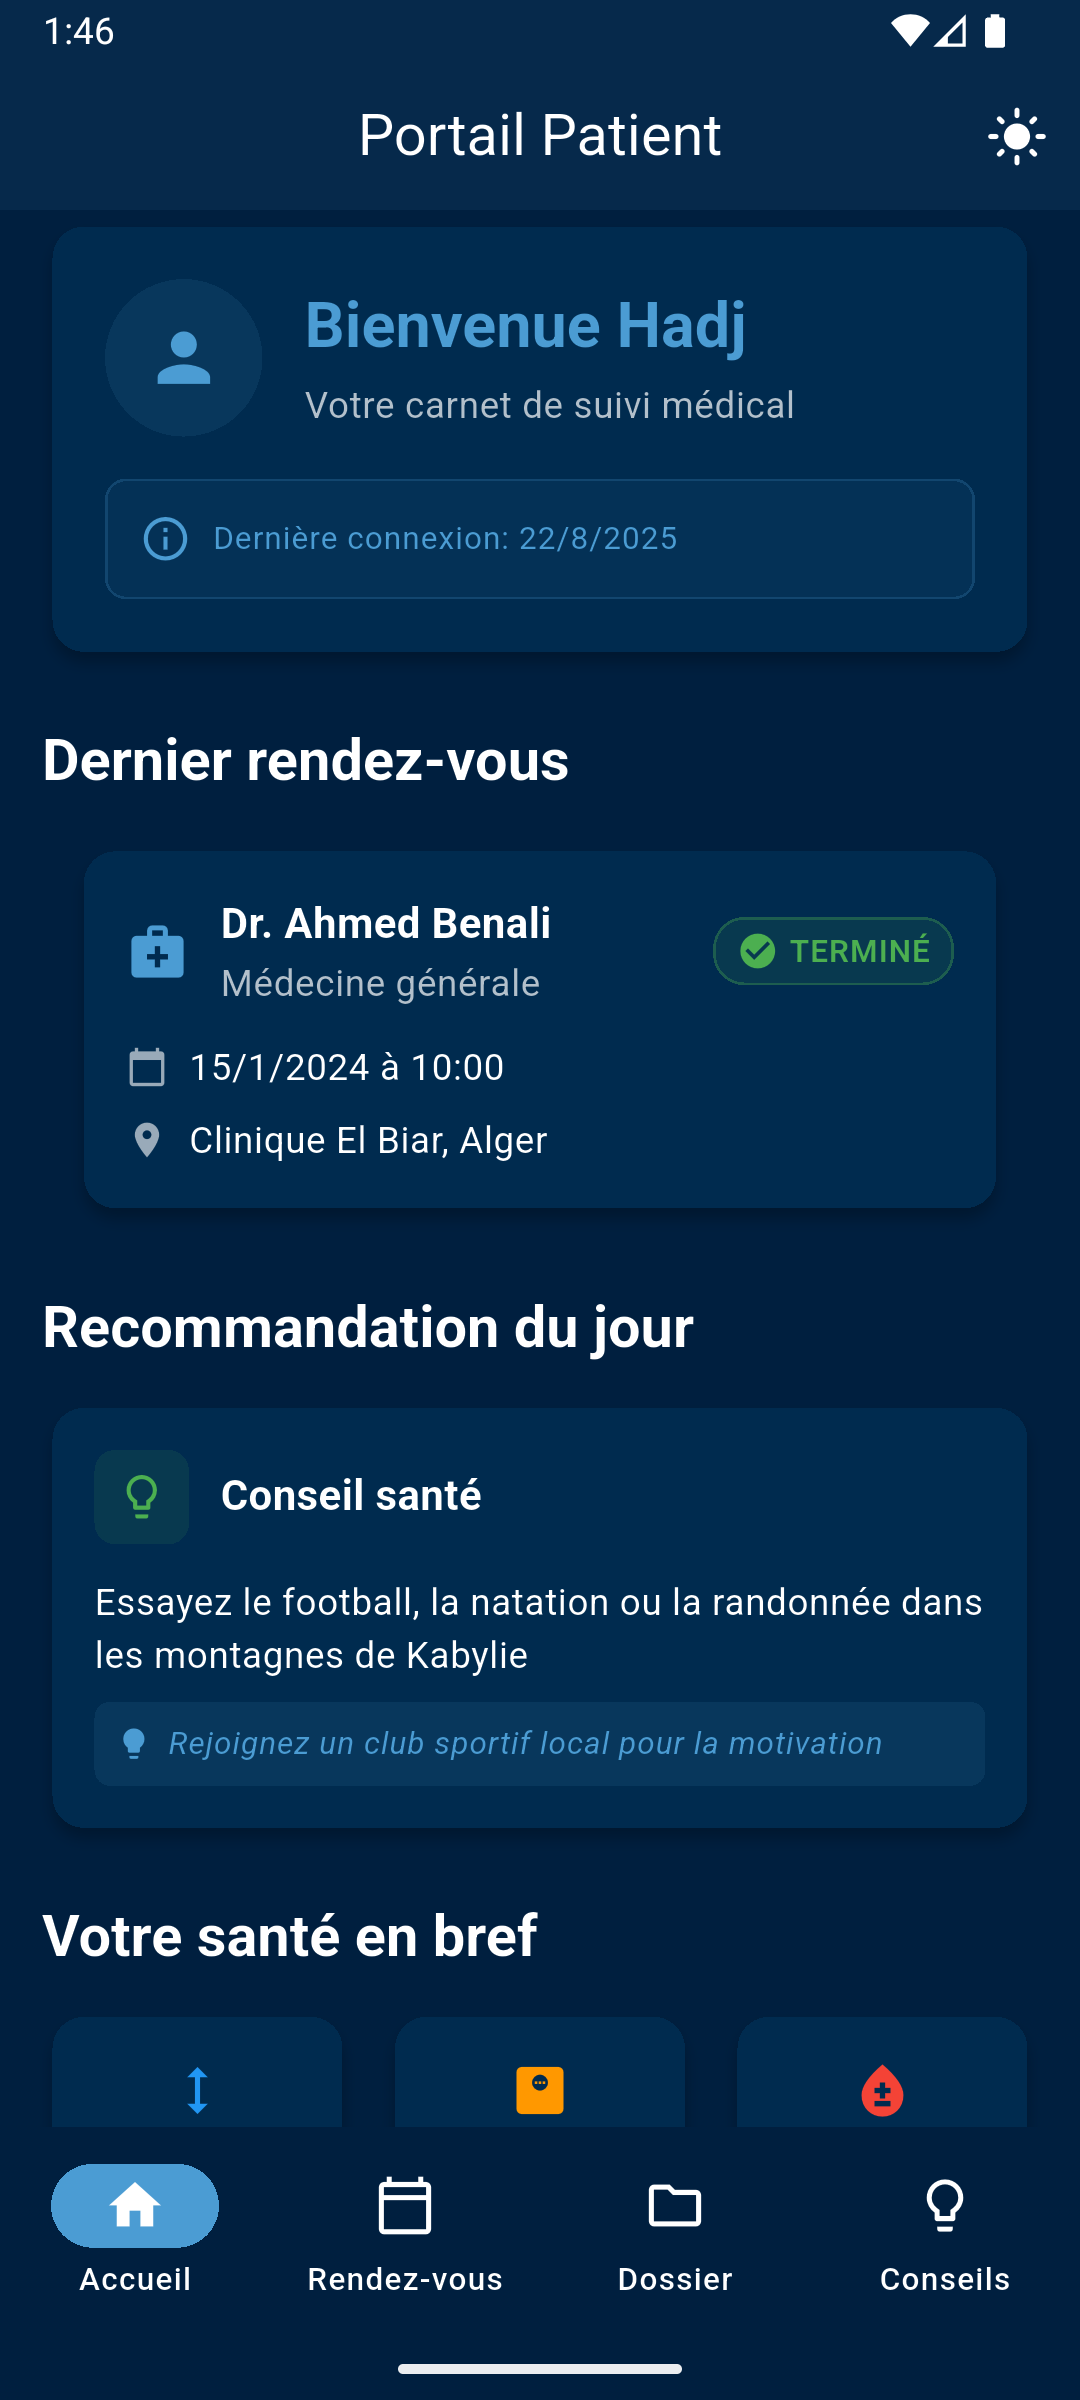 1:46
Portail Patient
Bienvenue Hadj
Votre carnet de suivi médical
Dernière connexion: 22/8/2025
Dernier rendez-vous
Dr. Ahmed Benali
Médecine générale
TERMINÉ
15/1/2024 à 10:00
Clinique El Biar, Alger
Recommandation du jour
Conseil santé
Essayez le football, la natation ou la randonnée dans
les montagnes de Kabylie
Rejoignez un club sportif local pour la motivation
Votre santé en bref
Accueil
Rendez-vous
Dossier
Conseils